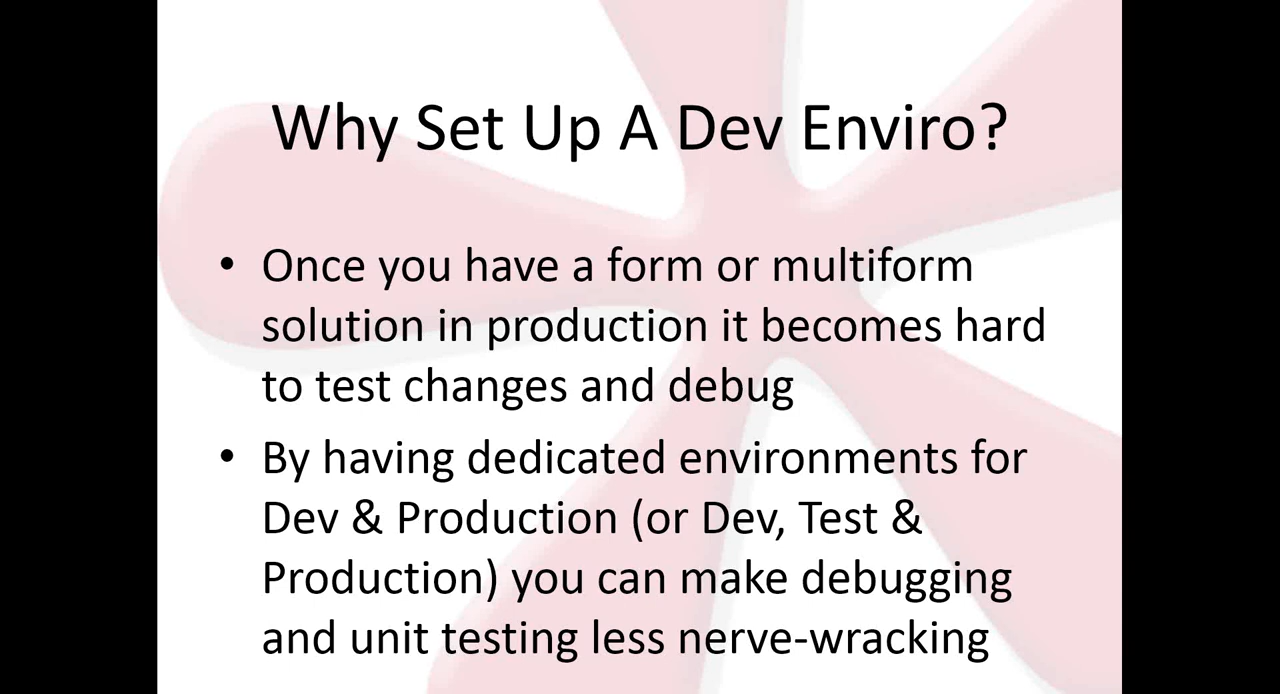 Why Set Up A Dev Enviro?
• Once you have a form or multiform
solution in production it becomes hard
to test changes and debug
• By having dedicated environments for
Dev & Production (or Dev, Test &
Production) you can make debugging
and unit testing less nerve-wracking